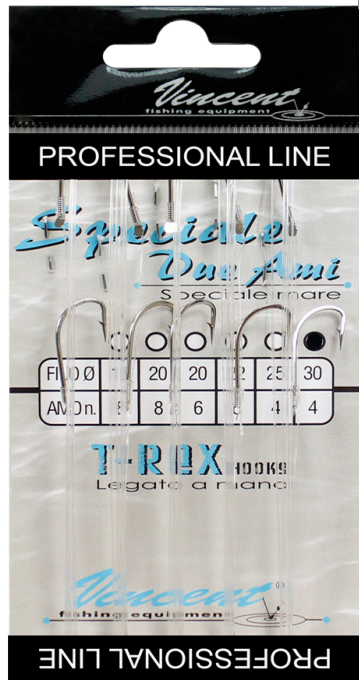 Vincent
fishing equipment
PROFESSIONAL LINE
Speciale
Due Ami
Speciale mare
FILO Ø 20 20 25 30
AMO n. 8 8 6 4 4
T-REX HOOKS
Legato a mano
Vincent®
fishing equipment
PROFESSIONAL LINE